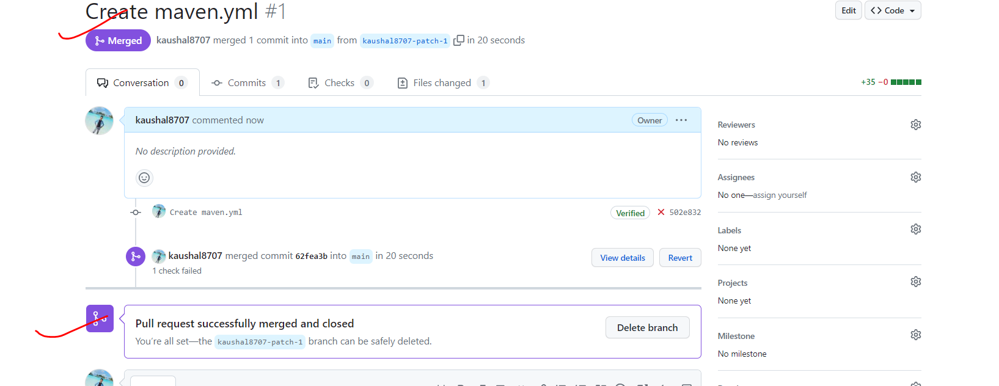 Create maven.yml #1
Edit
Code
Merged
kaushal8707 merged 1 commit into main from kaushal8707-patch-1 in 20 seconds
Conversation 0
Commits 1
Checks 0
Files changed 1
+35 −0
kaushal8707 commented now
Owner
No description provided.
Create maven.yml
Verified
502e832
kaushal8707 merged commit 62fea3b into main in 20 seconds
1 check failed
View details
Revert
Pull request successfully merged and closed
You’re all set—the kaushal8707-patch-1 branch can be safely deleted.
Delete branch
Reviewers
No reviews
Assignees
No one—assign yourself
Labels
None yet
Projects
None yet
Milestone
No milestone